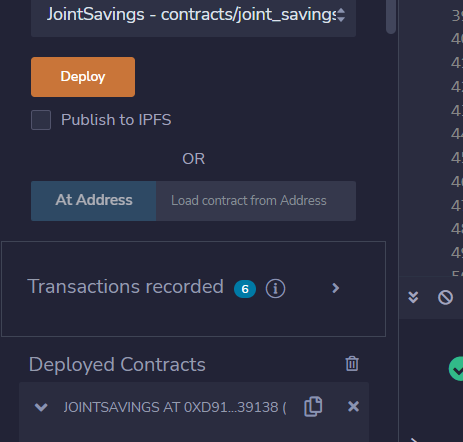 JointSavings - contracts/joint_savings
Deploy
Publish to IPFS
OR
At Address
Load contract from Address
Transactions recorded 6 i
Deployed Contracts
JOINTSAVINGS AT 0XD91...39138 (
39
40
41
42
43
44
45
46
47
48
49